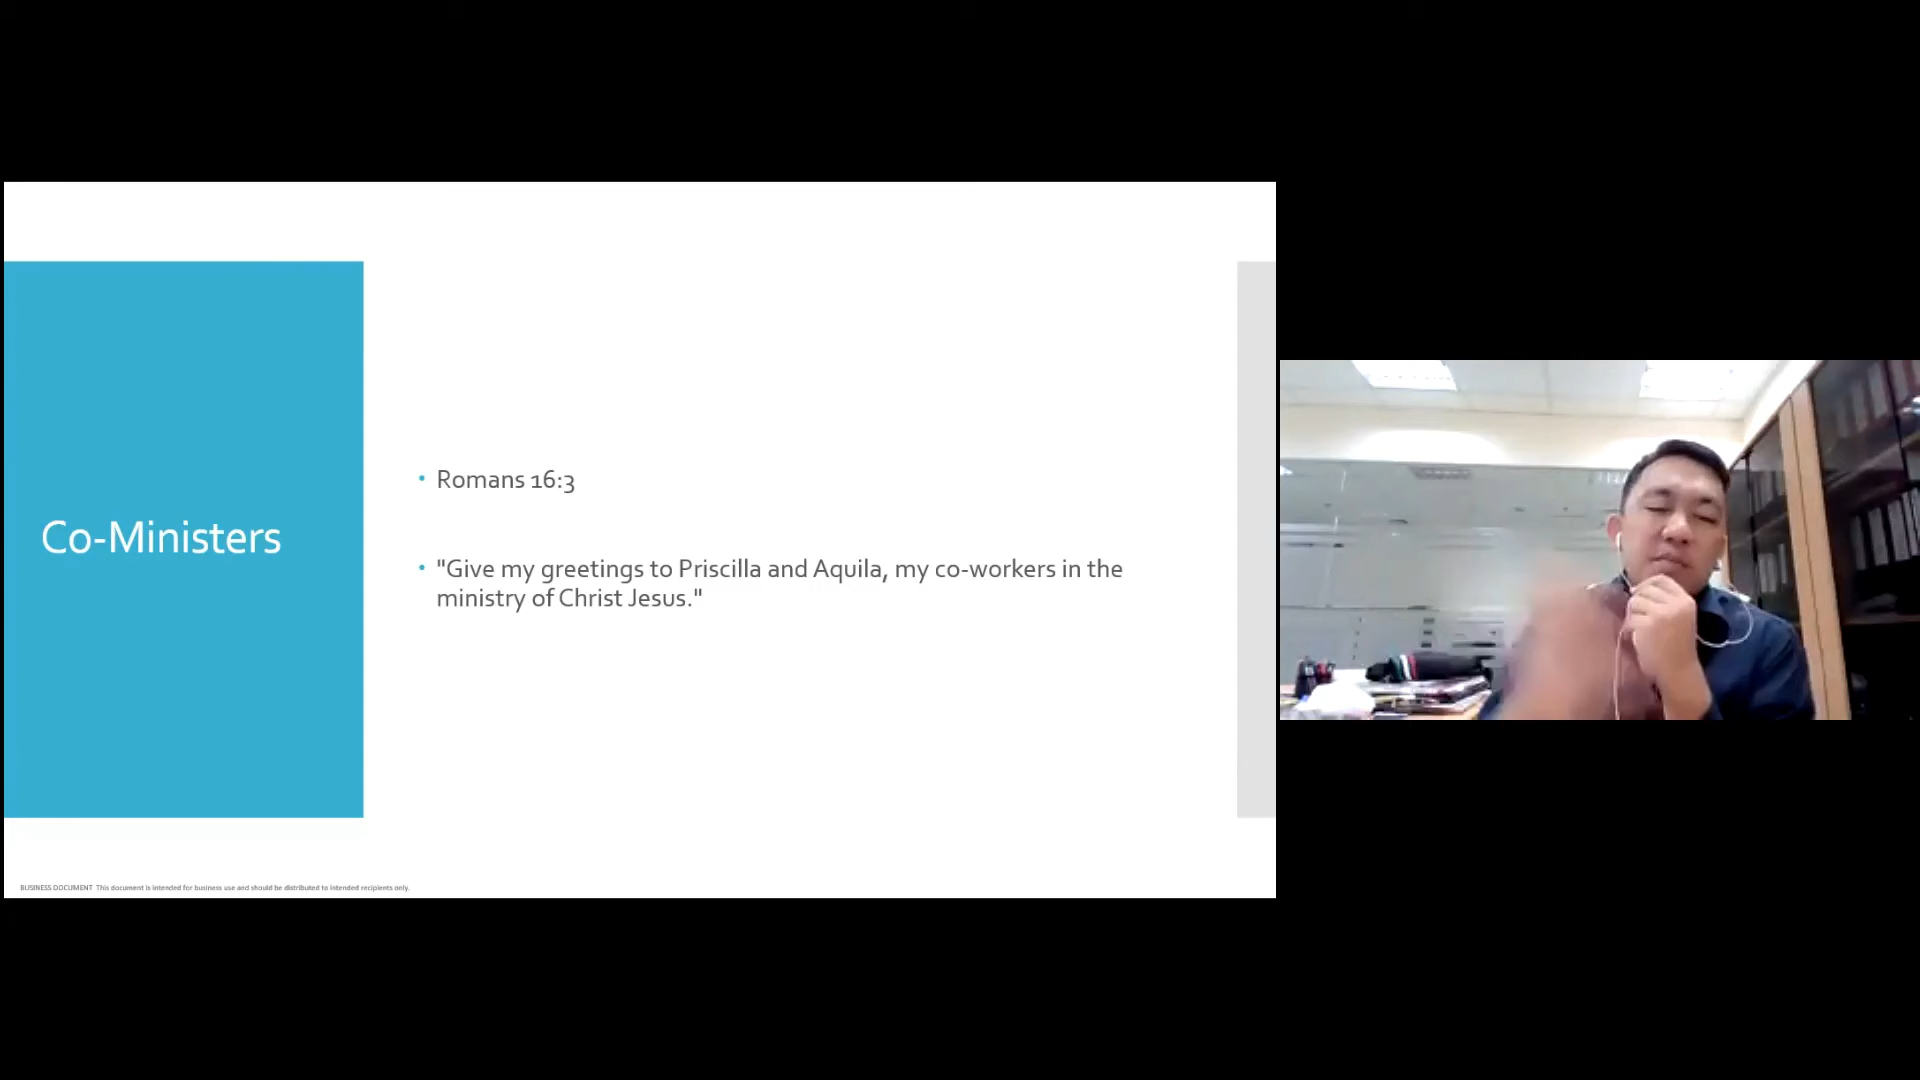 Co-Ministers
• Romans 16:3
• "Give my greetings to Priscilla and Aquila, my co-workers in the
ministry of Christ Jesus."
BUSINESS DOCUMENT This document is intended for business use and should be distributed to intended recipients only.